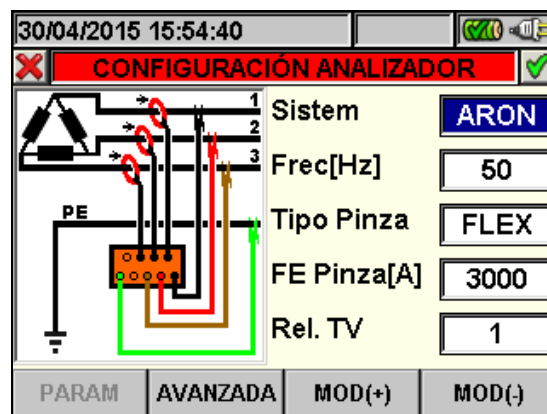 30/04/2015 15:54:40
CONFIGURACIÓN ANALIZADOR
1
2
3
PE
Sistem ARON
Frec[Hz] 50
Tipo Pinza FLEX
FE Pinza[A] 3000
Rel. TV 1
PARAM AVANZADA MOD(+) MOD(-)